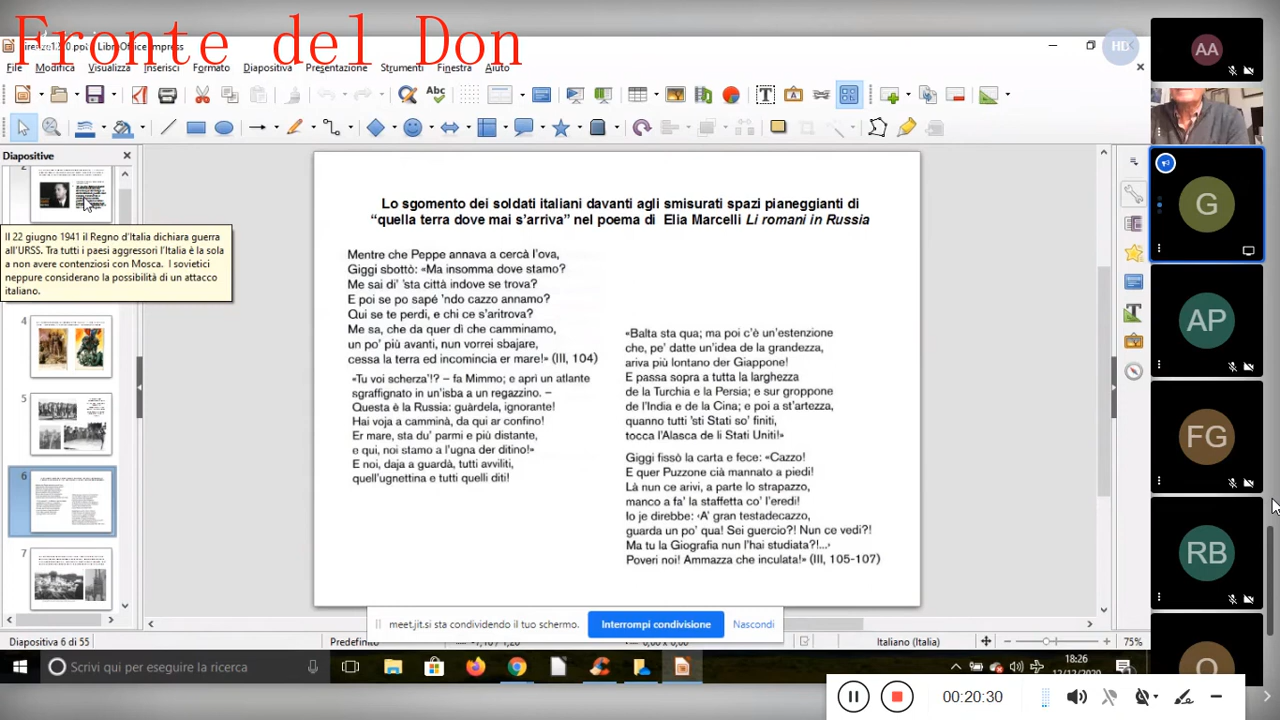 Fronte del Don
LibreOffice Impress
File Modifica Visualizza Inserisci Formato Diapositiva Presentazione Strumenti Finestra Aiuto
HD
Diapositive
2
Il 22 giugno 1941 il Regno d'Italia dichiara guerra
all'URSS. Tra tutti i paesi aggressori l'Italia è la sola
a non avere contenziosi con Mosca. I sovietici
neppure considerano la possibilità di un attacco
italiano.
4
5
6
7
Lo sgomento dei soldati italiani davanti agli smisurati spazi pianeggianti di
"quella terra dove mai s'arriva" nel poema di Elia Marcelli Li romani in Russia
Mentre che Peppe annava a cercà l'ova,
Giggi sbottò: «Ma insomma dove stamo?
Me sai di' 'sta città indove se trova?
E poi se po sapé 'ndo cazzo annamo?
Qui se te perdi, e chi ce s'aritrova?
Me sa, che da quer di che camminamo,
un po' più avanti, nun vorrei sbajare,
cessa la terra ed incomincia er mare!» (III, 104)
«Tu voi scherza'!? – fa Mimmo; e aprì un atlante
sgraffignato in un'isba a un regazzino. –
Questa è la Russia: guàrdela, ignorante!
Hai voja a camminà, da qui ar confino!
Er mare, sta du' parmi e più distante,
e qui, noi stamo a l'ugna der ditino!»
E noi, daja a guardà, tutti avviliti,
quell'ugnettina e tutti quelli diti!
«Balta sta qua; ma poi c'è un'estenzione
che, pe' datte un'idea de la grandezza,
ariva più lontano der Giappone!
E passa sopra a tutta la larghezza
de la Turchia e la Persia; e sur groppone
de l'India e de la Cina; e poi a st'artezza,
quanno tutti 'sti Stati so' finiti,
tocca l'Alasca de li Stati Uniti!»
Giggi fissò la carta e fece: «Cazzo!
E quer Puzzone cià mannato a piedi!
Là nun ce arivi, a parte lo strapazzo,
manco a fa' la staffetta co' l'eredi!
Io je direbbe: ‹A' gran testadecazzo,
guarda un po' qua! Sei guercio?! Nun ce vedi?!
Ma tu la Giografia nun l'hai studiata?!...›
Poveri noi! Ammazza che inculata!» (III, 105-107)
meet.jit.si sta condividendo il tuo schermo. Interrompi condivisione Nascondi
Diapositiva 6 di 55 Predefinito Italiano (Italia) 75%
Scrivi qui per eseguire la ricerca
18:26
12/12/2020
00:20:30
AA
G
AP
FG
RB